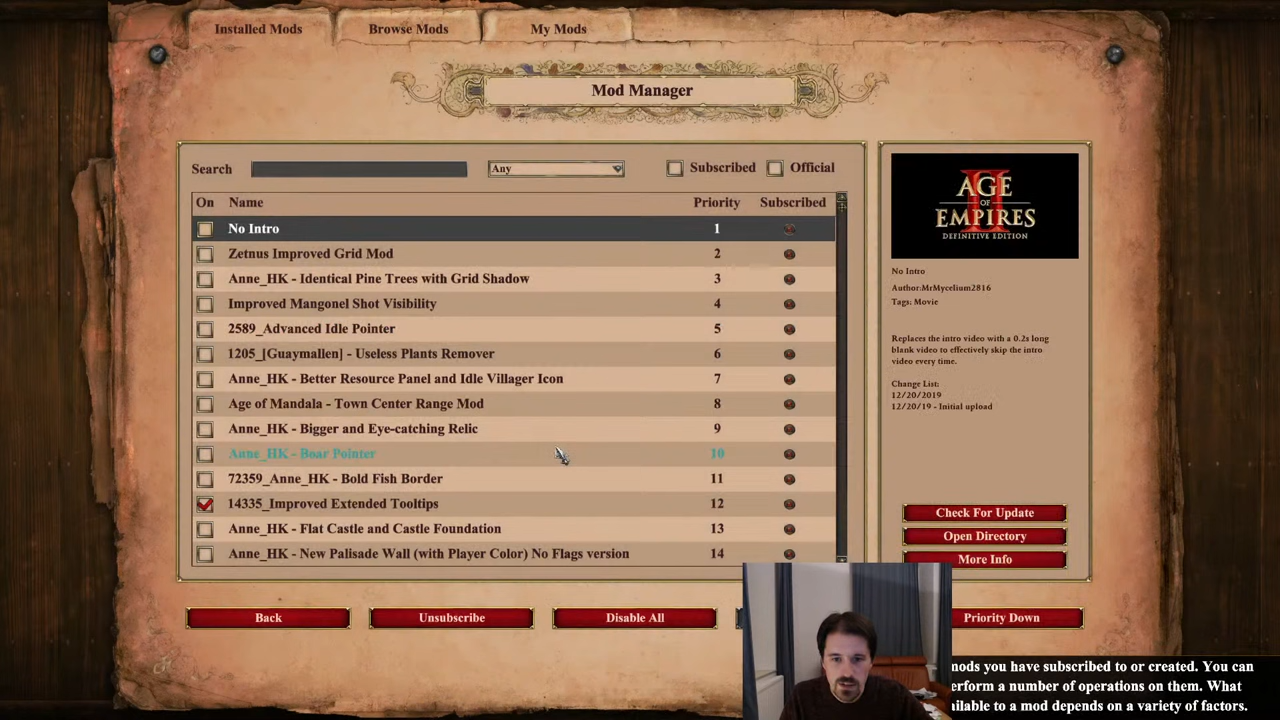 Installed Mods
Browse Mods
My Mods
Mod Manager
Search
Any
Subscribed
Official
On Name Priority Subscribed
No Intro 1
Zetnus Improved Grid Mod 2
Anne_HK - Identical Pine Trees with Grid Shadow 3
Improved Mangonel Shot Visibility 4
2589_Advanced Idle Pointer 5
1205_[Guaymallen] - Useless Plants Remover 6
Anne_HK - Better Resource Panel and Idle Villager Icon 7
Age of Mandala - Town Center Range Mod 8
Anne_HK - Bigger and Eye-catching Relic 9
Anne_HK - Boar Pointer 10
72359_Anne_HK - Bold Fish Border 11
14335_Improved Extended Tooltips 12
Anne_HK - Flat Castle and Castle Foundation 13
Anne_HK - New Palisade Wall (with Player Color) No Flags version 14
AGE
OF
EMPIRES
II
DEFINITIVE EDITION
No Intro
Author:MrMycelium2816
Tags: Movie
Replaces the intro video with a 0.2s long
blank video to effectively skip the intro
video every time.
Change List:
12/20/2019
12/20/19 - Initial upload
Check For Update
Open Directory
More Info
Back
Unsubscribe
Disable All
Priority Down
mods you have subscribed to or created. You can
erform a number of operations on them. What
ailable to a mod depends on a variety of factors.